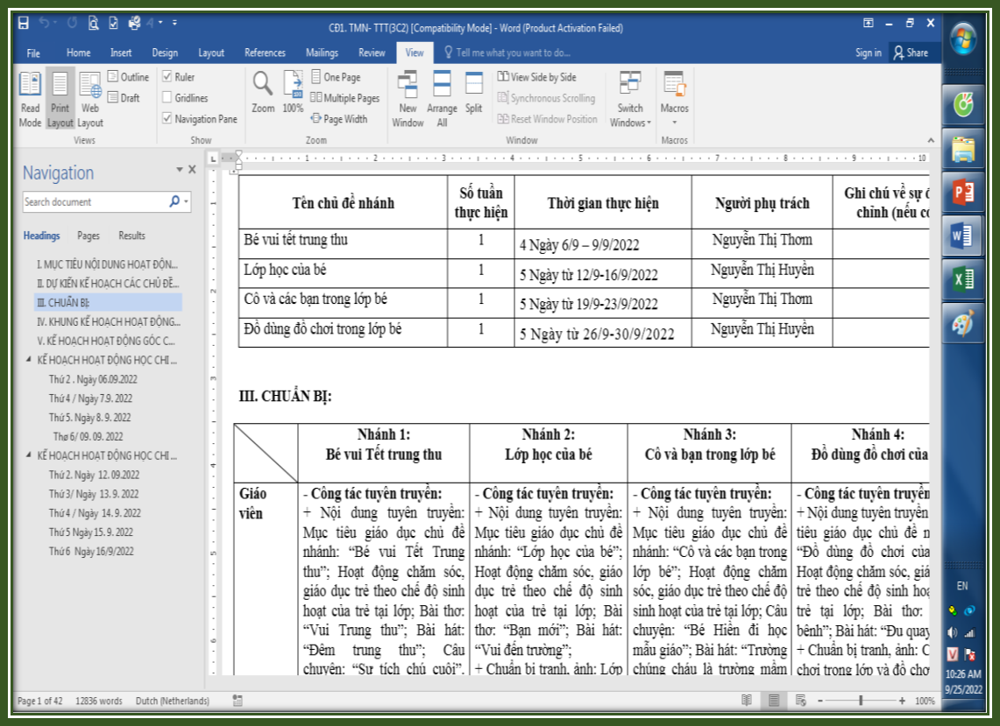 CĐ1. TMN- TTT(3C2) [Compatibility Mode] - Word (Product Activation Failed)
File Home Insert Design Layout References Mailings Review View Tell me what you want to do... Sign in Share
Read Mode
Print Layout
Web Layout
Outline
Draft
Views
Ruler
Gridlines
Navigation Pane
Show
Zoom
100%
One Page
Multiple Pages
Page Width
Zoom
New Window
Arrange All
Split
View Side by Side
Synchronous Scrolling
Reset Window Position
Window
Switch Windows
Macros
Macros
Navigation
Search document
Headings Pages Results
I. MỤC TIÊU NỘI DUNG HOẠT ĐỘN...
II. DỰ KIẾN KẾ HOẠCH CÁC CHỦ ĐỀ...
III. CHUẨN BỊ:
IV. KHUNG KẾ HOẠCH HOẠT ĐỘNG...
V. KẾ HOẠCH HOẠT ĐỘNG GÓC C...
KẾ HOẠCH HOẠT ĐỘNG HỌC CHI ...
Thứ 2 . Ngày 06.09.2022
Thứ 4 / Ngày 7.9. 2022
Thứ 5. Ngày 8. 9. 2022
Thơ 6/ 09. 09. 2022
KẾ HOẠCH HOẠT ĐỘNG HỌC CHI ...
Thứ 2. Ngày 12. 09.2022
Thứ 3/ Ngày 13. 9. 2022
Thứ 4 / Ngày 14. 9. 2022
Thứ 5 Ngày 15. 9. 2022
Thứ 6 Ngày 16/9/2022
1 2 3 4 5 6 7 8 9 10
Tên chủ đề nhánh
Số tuần
thực hiện
Thời gian thực hiện
Người phụ trách
Ghi chú về sự đ
chỉnh (nếu có
Bé vui tết trung thu 1 4 Ngày 6/9 – 9/9/2022 Nguyễn Thị Thơm
Lớp học của bé 1 5 Ngày từ 12/9-16/9/2022 Nguyễn Thị Huyền
Cô và các bạn trong lớp bé 1 5 Ngày từ 19/9-23/9/2022 Nguyễn Thị Thơm
Đồ dùng đồ chơi trong lớp bé 1 5 Ngày từ 26/9-30/9/2022 Nguyễn Thị Huyền
III. CHUẨN BỊ:
Nhánh 1:
Bé vui Tết trung thu
Nhánh 2:
Lớp học của bé
Nhánh 3:
Cô và bạn trong lớp bé
Nhánh 4:
Đồ dùng đồ chơi của
Giáo
viên
- Công tác tuyên truyền:
+ Nội dung tuyên truyền:
Mục tiêu giáo dục chủ đề
nhánh: “Bé vui Tết Trung
thu”; Hoạt động chăm sóc,
giáo dục trẻ theo chế độ sinh
hoạt của trẻ tại lớp; Bài thơ:
“Vui Trung thu”; Bài hát:
“Đêm trung thu”; Câu
chuyện: “Sự tích chú cuội”.
- Công tác tuyên truyền:
+ Nội dung tuyên truyền:
Mục tiêu giáo dục chủ đề
nhánh: “Lớp học của bé”;
Hoạt động chăm sóc, giáo
dục trẻ theo chế độ sinh
hoạt của trẻ tại lớp; Bài
thơ: “Bạn mới”; Bài hát:
“Vui đến trường”;
+ Chuẩn bị tranh, ảnh: Lớp
- Công tác tuyên truyền:
+ Nội dung tuyên truyền:
Mục tiêu giáo dục chủ đề
nhánh: “Cô và các bạn trong
lớp bé”; Hoạt động chăm
sóc, giáo dục trẻ theo chế độ
sinh hoạt của trẻ tại lớp; Câu
chuyện: “Bé Hiền đi học
mẫu giáo”; Bài hát: “Trường
chúng cháu là trường mầm
- Công tác tuyên truyền
+ Nội dung tuyên truyền:
tiêu giáo dục chủ đề n
“Đồ dùng đồ chơi của
Hoạt động chăm sóc, giá
trẻ theo chế độ sinh hoạ
trẻ tại lớp; Bài thơ:
bệnh”; Bài hát: “Đu quay
+ Chuẩn bị tranh, ảnh: C
chơi trong lớp và đồ chơ
Page 1 of 42 12836 words Dutch (Netherlands) 100%
EN
10:26 AM
9/25/2022